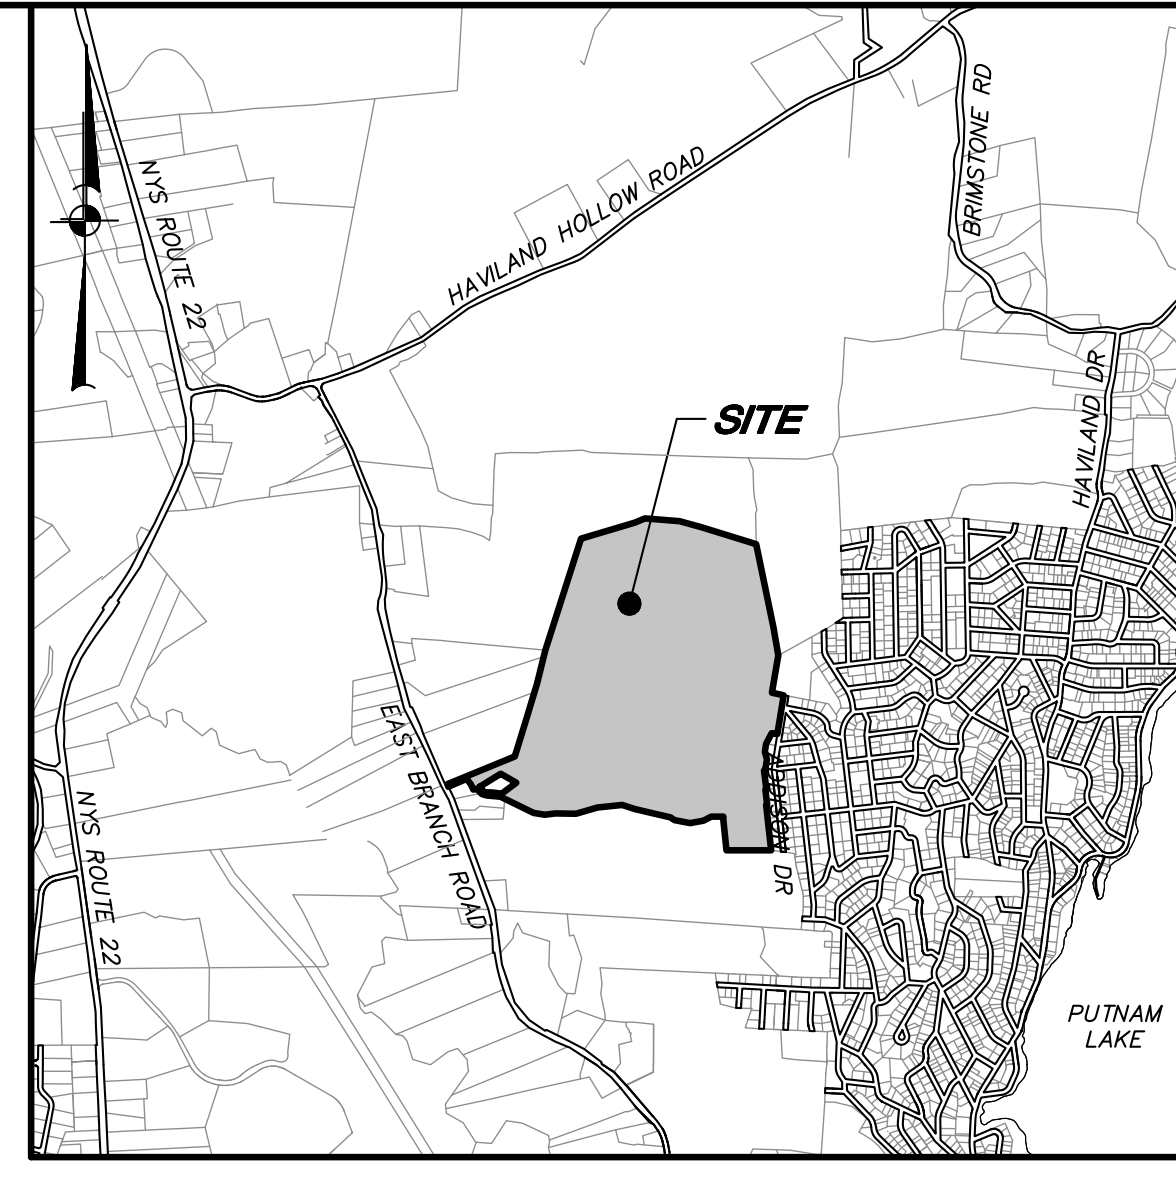 BRIMSTONE RD
NYS ROUTE 22
HAVILAND HOLLOW ROAD
HAVILAND DR
SITE
EAST BRANCH ROAD
ADDISON DR
NYS ROUTE 22
PUTNAM
LAKE